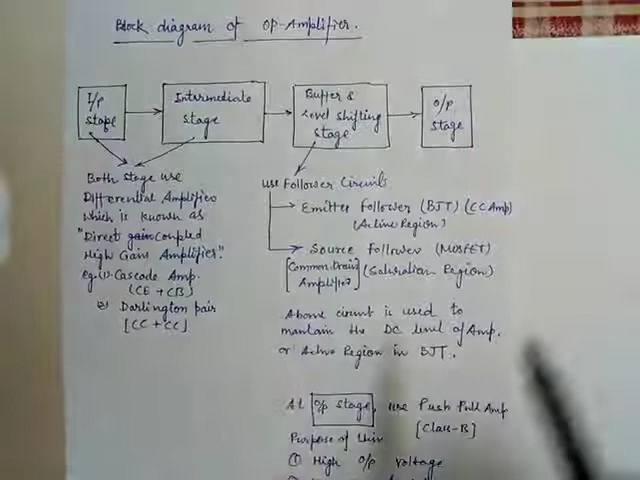 Block diagram of OP-Amplifier.
I/p stage
Intermediate stage
Buffer & Level shifting stage
O/p stage
Both stage use
Differential Amplifier
which is known as
"Direct coupled
High Gain Amplifier."
eg.(1) Cascade Amp.
(CE + CB)
② Darlington pair
[CC + CC]
use Follower Circuits
Emitter Follower (BJT) (CC Amp)
(Active Region)
Source Follower (MOSFET)
[Common Drain Amplifier] (Saturation Region)
Above circuit is used to
maintain the DC level of Amp.
or Active Region in BJT.
At O/p stage, use Push Pull Amp
[Class-B]
Purpose of this
① High O/p voltage